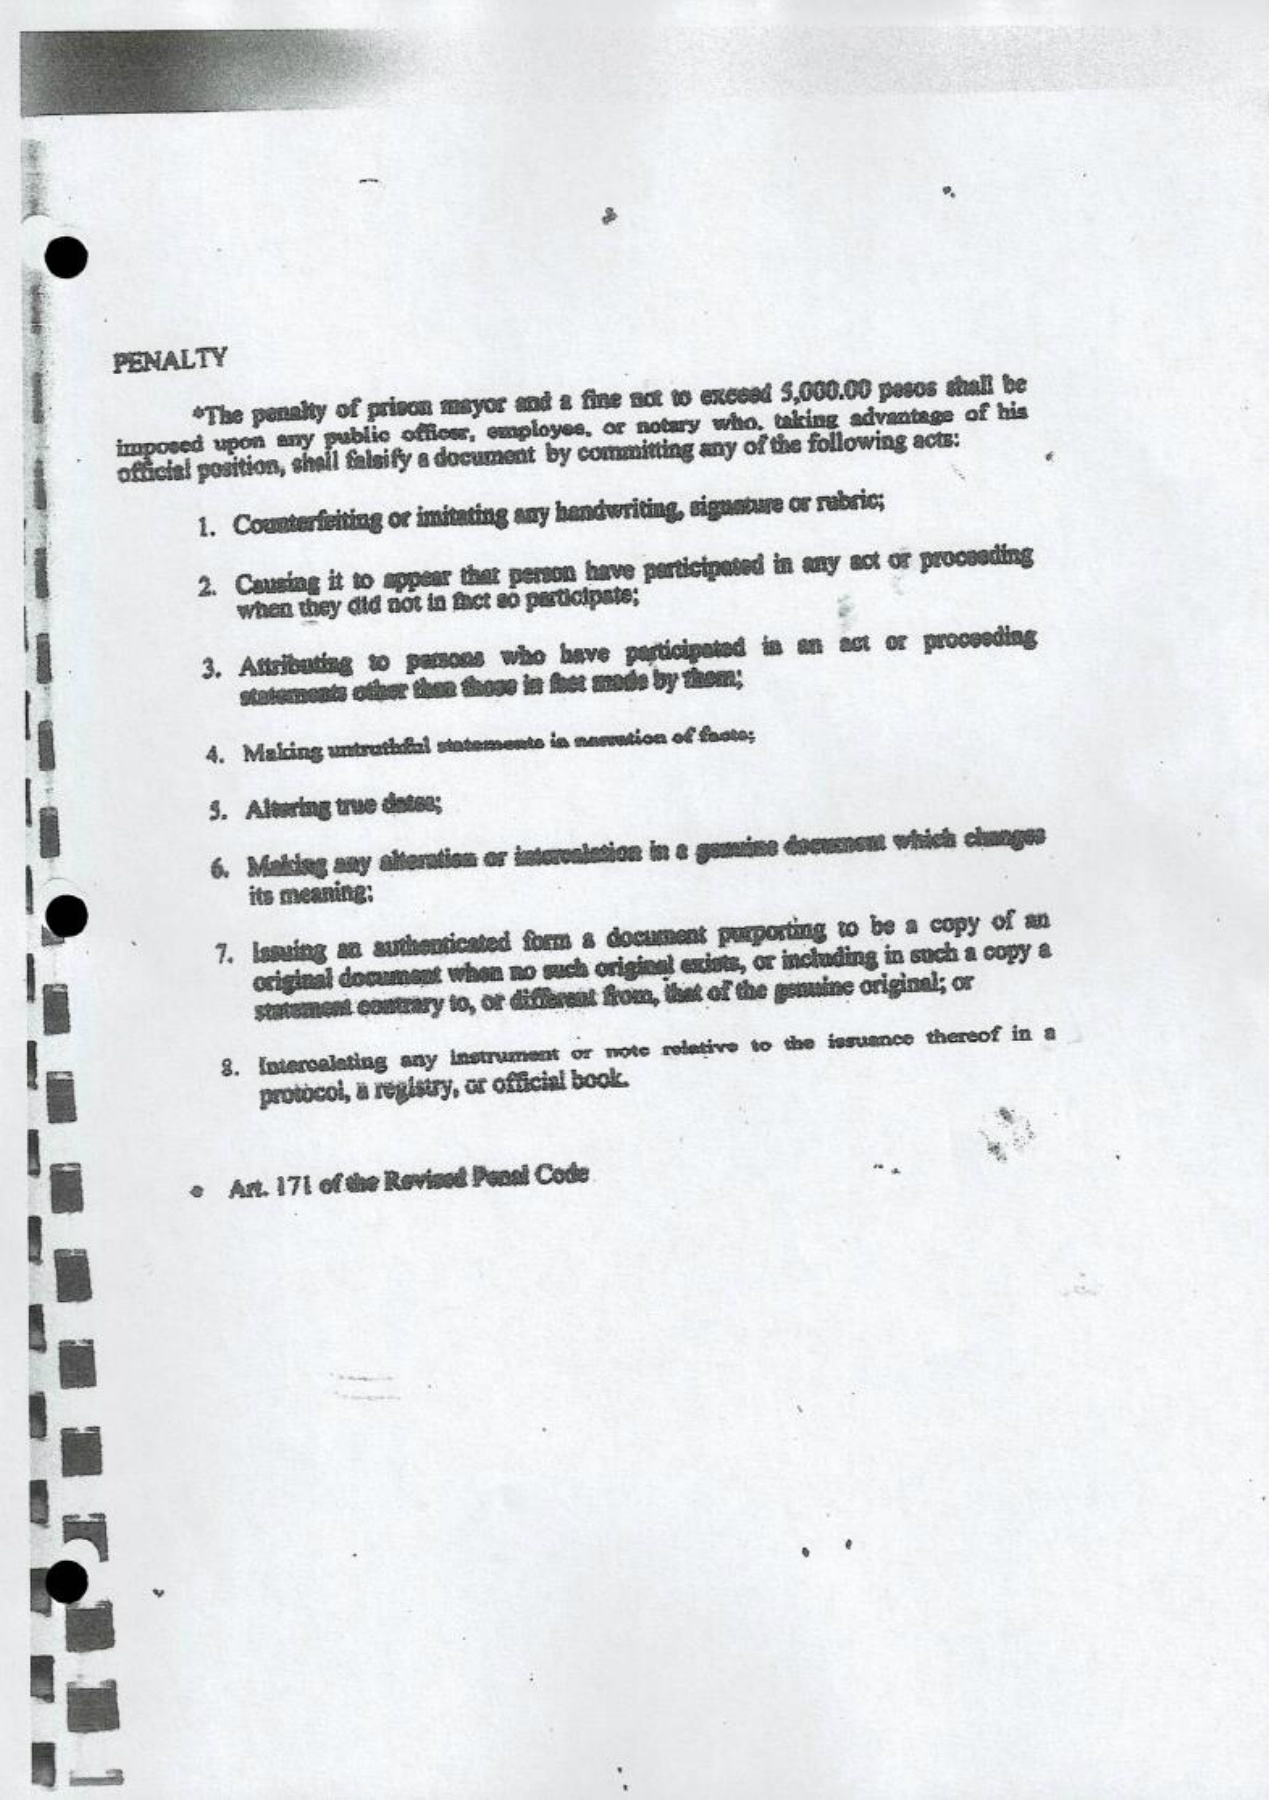 PENALTY
*The penalty of prison mayor and a fine not to exceed 5,000.00 pesos shall be
imposed upon any public officer, employee, or notary who, taking advantage of his
official position, shall falsify a document by committing any of the following acts:
1. Counterfeiting or imitating any handwriting, signature or rubric;
2. Causing it to appear that person have participated in any act or proceeding
when they did not in fact so participate;
3. Attributing to persons who have participated in an act or proceeding
statements other than those in fact made by them;
4. Making untruthful statements in narration of facts;
5. Altering true dates;
6. Making any alteration or intercalation in a genuine document which changes
its meaning;
7. Issuing an authenticated form a document purporting to be a copy of an
original document when no such original exists, or including in such a copy a
statement contrary to, or different from, that of the genuine original; or
8. Intercalating any instrument or note relative to the issuance thereof in a
protocol, a registry, or official book.
• Art. 171 of the Revised Penal Code